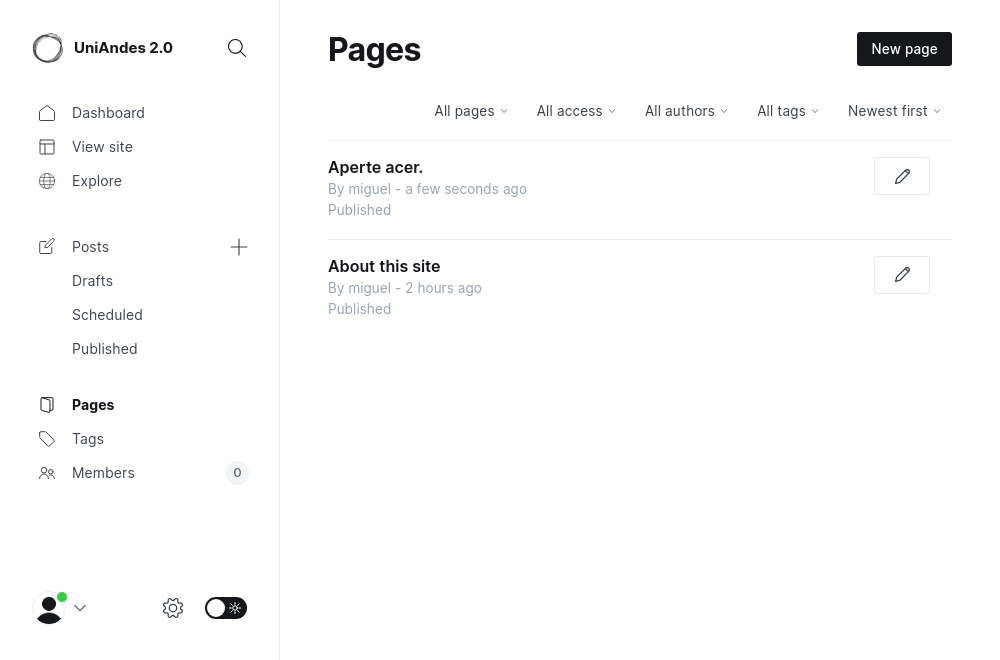 UniAndes 2.0
Dashboard
View site
Explore
Posts
Drafts
Scheduled
Published
Pages
Tags
Members 0
Pages
New page
All pages All access All authors All tags Newest first
Aperte acer.
By miguel - a few seconds ago
Published
About this site
By miguel - 2 hours ago
Published